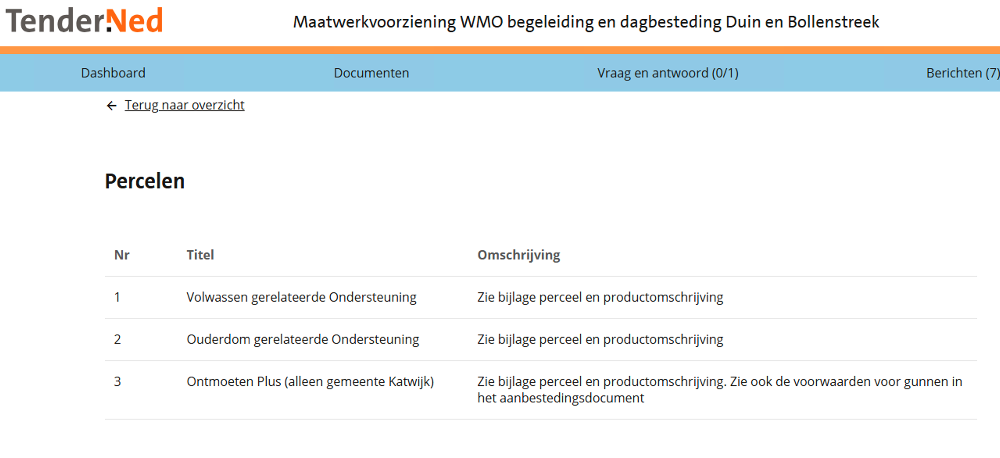 TenderNed
Maatwerkvoorziening WMO begeleiding en dagbesteding Duin en Bollenstreek
Dashboard
Documenten
Vraag en antwoord (0/1)
Berichten (7)
← Terug naar overzicht
Percelen
Nr Titel Omschrijving
1 Volwassen gerelateerde Ondersteuning Zie bijlage perceel en productomschrijving
2 Ouderdom gerelateerde Ondersteuning Zie bijlage perceel en productomschrijving
3 Ontmoeten Plus (alleen gemeente Katwijk) Zie bijlage perceel en productomschrijving. Zie ook de voorwaarden voor gunnen in
het aanbestedingsdocument